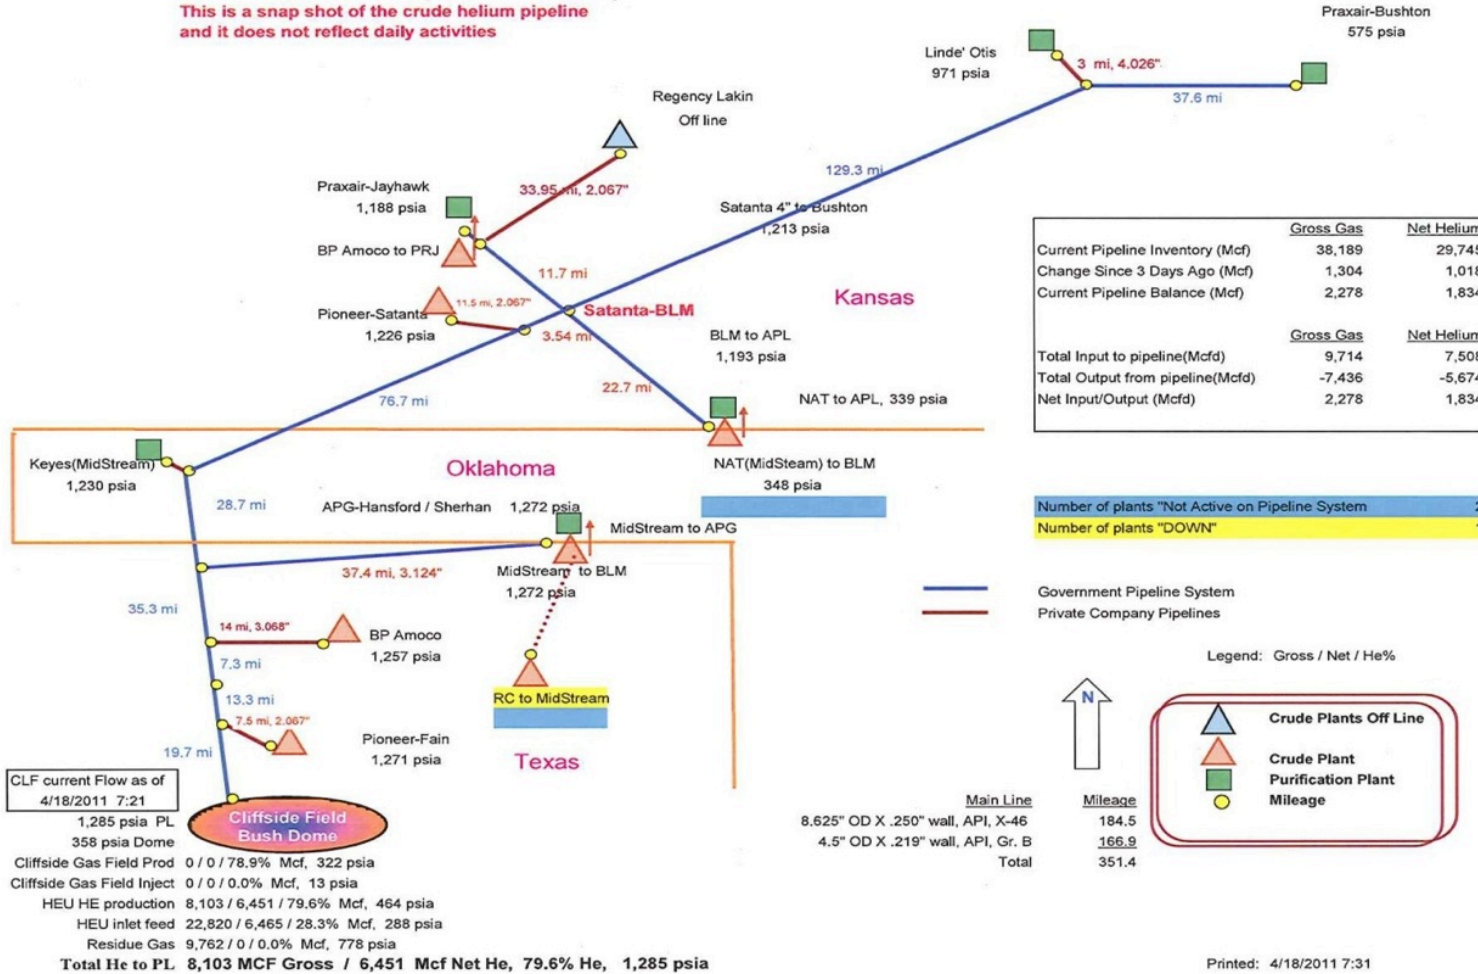 This is a snap shot of the crude helium pipeline
and it does not reflect daily activities
Praxair-Bushton
575 psia
Linde' Otis
971 psia
3 mi, 4.026"
37.6 mi
Regency Lakin
Off line
129.3 mi
Praxair-Jayhawk
1,188 psia
33.95 mi, 2.067"
Satanta 4" to Bushton
1,213 psia
BP Amoco to PRJ
11.7 mi
Kansas
11.5 mi, 2.067"
Pioneer-Satanta
1,226 psia
Satanta-BLM
3.54 mi
BLM to APL
1,193 psia
22.7 mi
76.7 mi
NAT to APL, 339 psia
Gross Gas Net Helium
Current Pipeline Inventory (Mcf) 38,189
Change Since 3 Days Ago (Mcf) 1,304
Current Pipeline Balance (Mcf) 2,278 1,834
Gross Gas Net Helium
Total Input to pipeline(Mcfd) 9,714
Total Output from pipeline(Mcfd) -7,436 -5,674
Net Input/Output (Mcfd) 2,278 1,834
Keyes(MidStream)
1,230 psia
Oklahoma
NAT(MidSteam) to BLM
348 psia
28.7 mi
APG-Hansford / Sherhan 1,272 psia
MidStream to APG
Number of plants "Not Active on Pipeline System
Number of plants "DOWN"
37.4 mi, 3.124"
MidStream to BLM
1,272 psia
Government Pipeline System
Private Company Pipelines
35.3 mi
14 mi, 3.068"
BP Amoco
1,257 psia
7.3 mi
Legend: Gross / Net / He%
RC to MidStream
13.3 mi
7.5 mi, 2.067"
Pioneer-Fain
1,271 psia
19.7 mi
Texas
N
Crude Plants Off Line
Crude Plant
Purification Plant
Mileage
CLF current Flow as of
4/18/2011 7:21
1,285 psia PL
358 psia Dome
Cliffside Field
Bush Dome
Main Line Mileage
8.625" OD X .250" wall, API, X-46 184.5
4.5" OD X .219" wall, API, Gr. B 166.9
Total 351.4
Cliffside Gas Field Prod 0 / 0 / 78.9% Mcf, 322 psia
Cliffside Gas Field Inject 0 / 0 / 0.0% Mcf, 13 psia
HEU HE production 8,103 / 6,451 / 79.6% Mcf, 464 psia
HEU inlet feed 22,820 / 6,465 / 28.3% Mcf, 288 psia
Residue Gas 9,762 / 0 / 0.0% Mcf, 778 psia
Total He to PL 8,103 MCF Gross / 6,451 Mcf Net He, 79.6% He, 1,285 psia
Printed: 4/18/2011 7:31